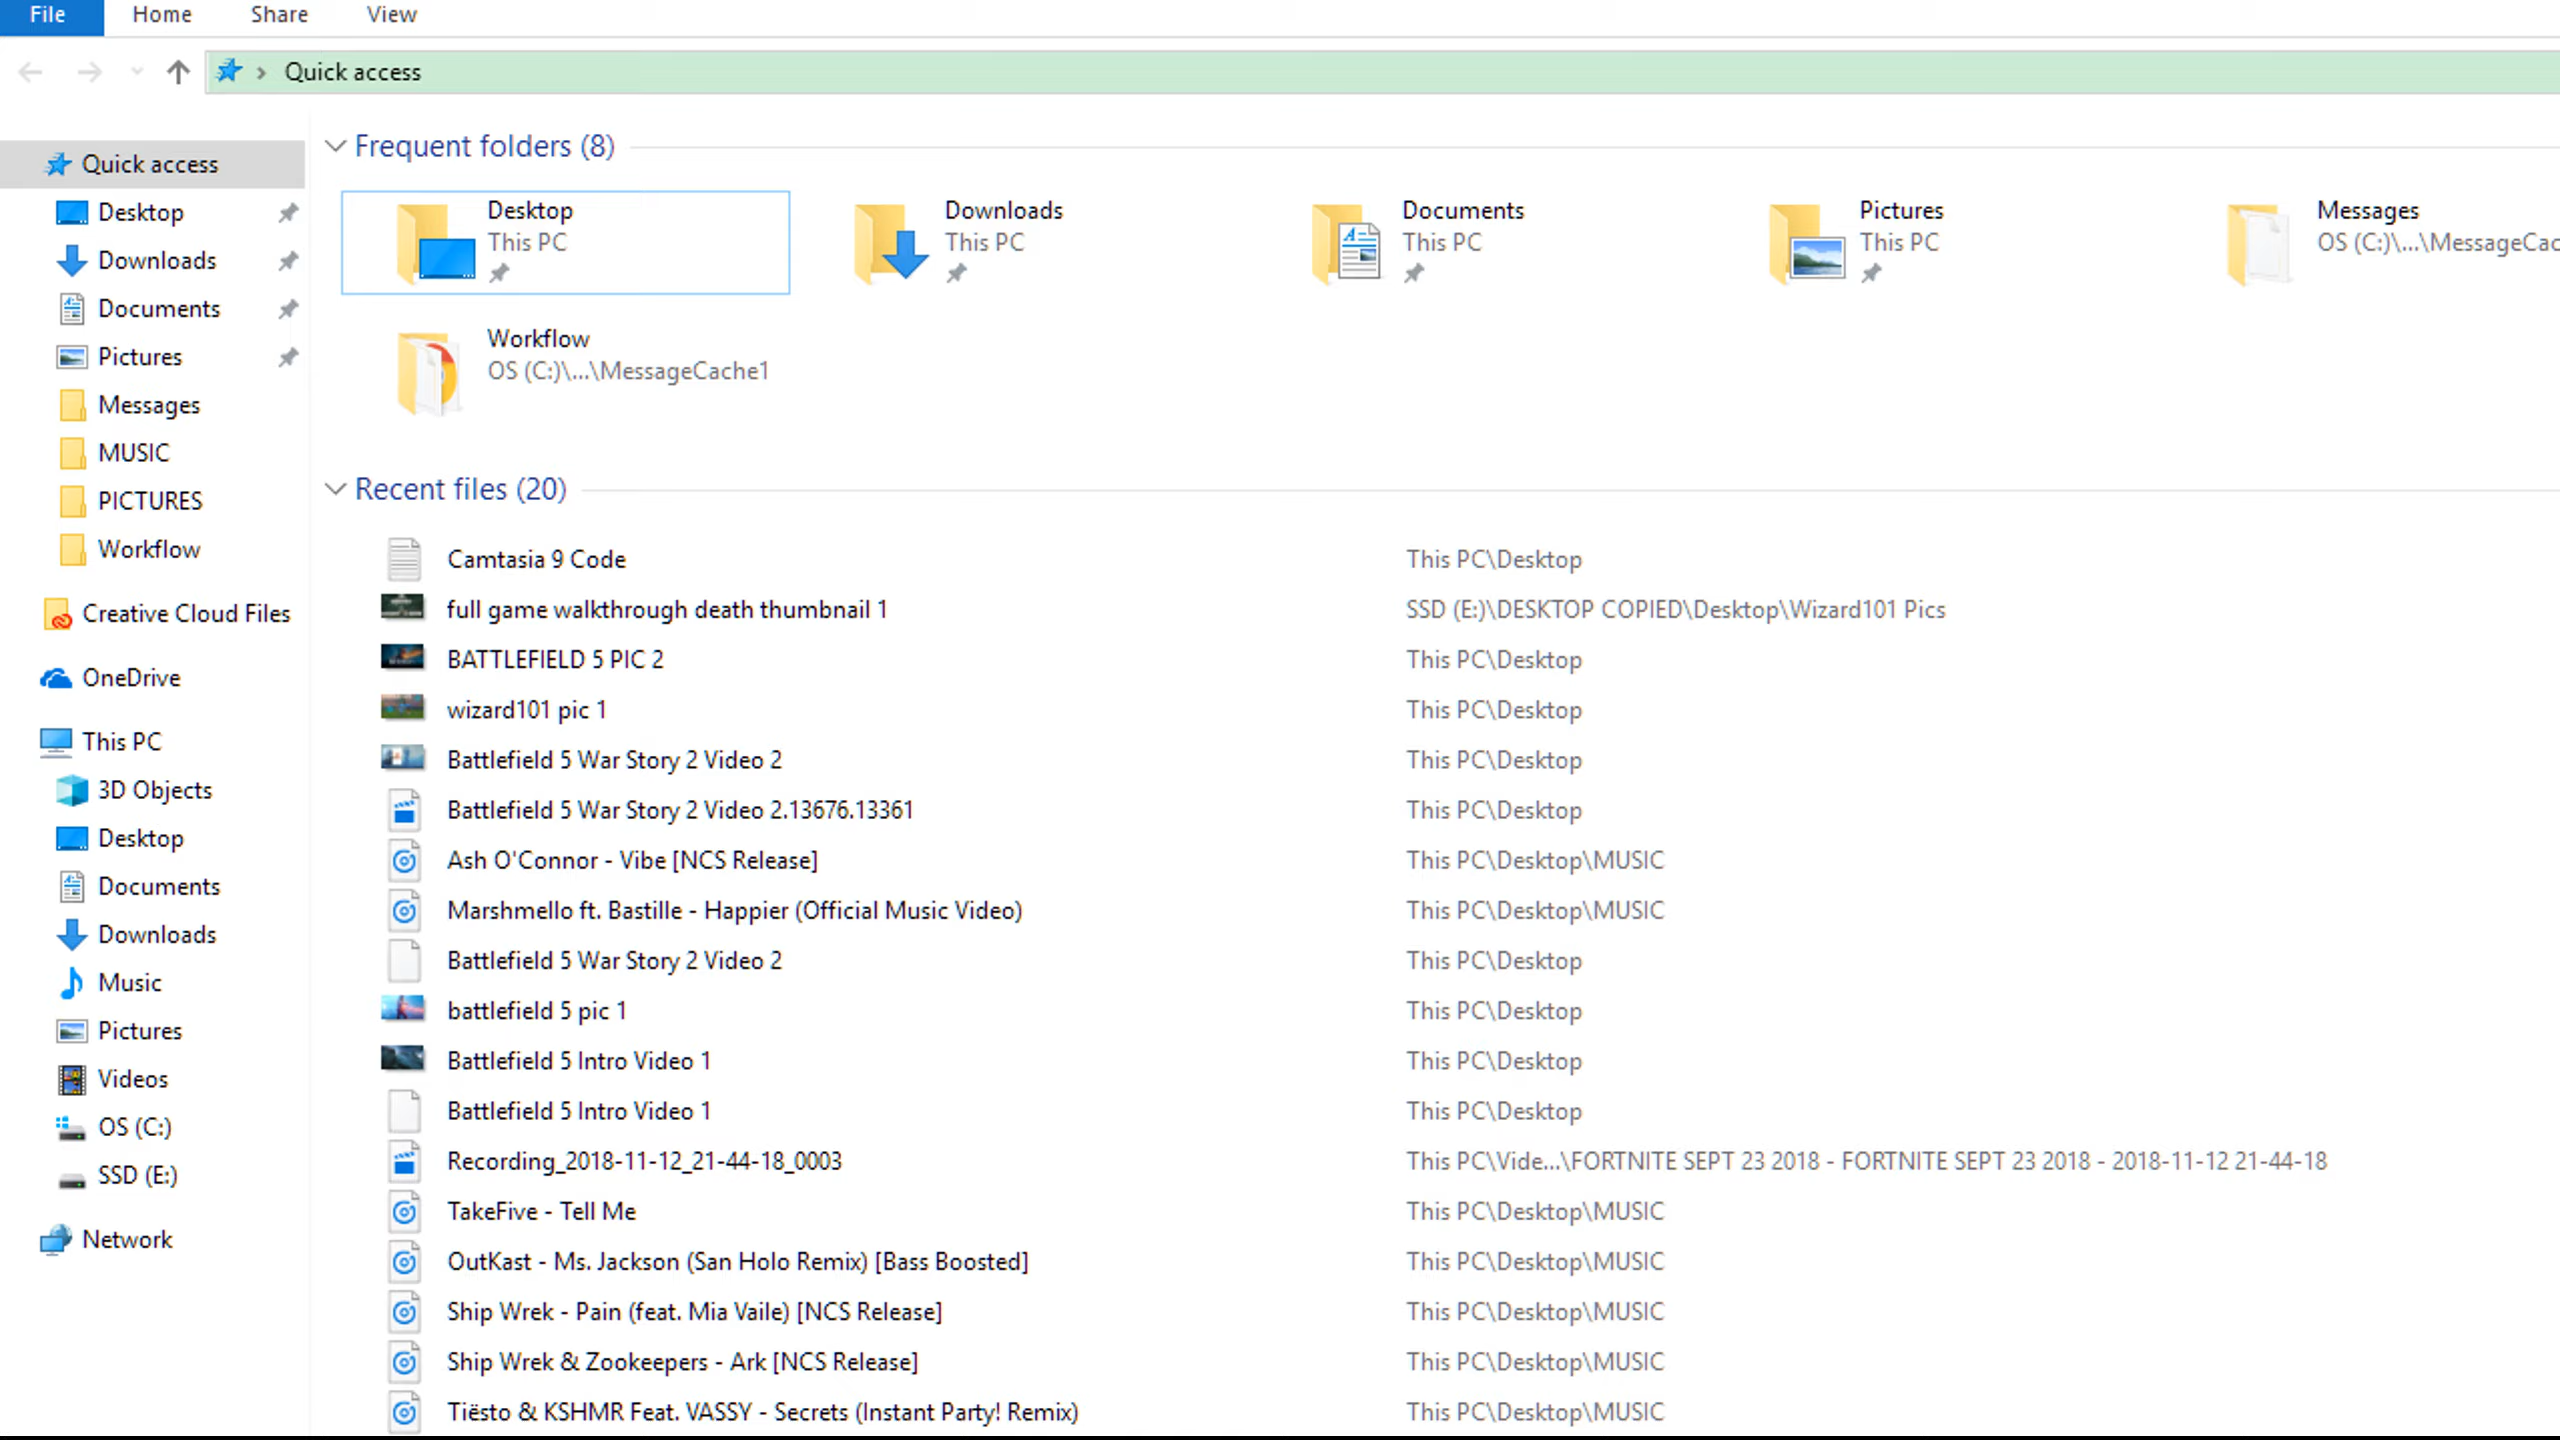 File Home Share View
Quick access
Quick access
Desktop
Downloads
Documents
Pictures
Messages
MUSIC
PICTURES
Workflow
Creative Cloud Files
OneDrive
This PC
3D Objects
Desktop
Documents
Downloads
Music
Pictures
Videos
OS (C:)
SSD (E:)
Network
Frequent folders (8)
Desktop
This PC
Downloads
This PC
Documents
This PC
Pictures
This PC
Messages
OS (C:)\...\MessageCac
Workflow
OS (C:)\...\MessageCache1
Recent files (20)
Camtasia 9 Code This PC\Desktop
full game walkthrough death thumbnail 1 SSD (E:)\DESKTOP COPIED\Desktop\Wizard101 Pics
BATTLEFIELD 5 PIC 2 This PC\Desktop
wizard101 pic 1 This PC\Desktop
Battlefield 5 War Story 2 Video 2 This PC\Desktop
Battlefield 5 War Story 2 Video 2.13676.13361 This PC\Desktop
Ash O'Connor - Vibe [NCS Release] This PC\Desktop\MUSIC
Marshmello ft. Bastille - Happier (Official Music Video) This PC\Desktop\MUSIC
Battlefield 5 War Story 2 Video 2 This PC\Desktop
battlefield 5 pic 1 This PC\Desktop
Battlefield 5 Intro Video 1 This PC\Desktop
Battlefield 5 Intro Video 1 This PC\Desktop
Recording_2018-11-12_21-44-18_0003 This PC\Vide...\FORTNITE SEPT 23 2018 - FORTNITE SEPT 23 2018 - 2018-11-12 21-44-18
TakeFive - Tell Me This PC\Desktop\MUSIC
OutKast - Ms. Jackson (San Holo Remix) [Bass Boosted] This PC\Desktop\MUSIC
Ship Wrek - Pain (feat. Mia Vaile) [NCS Release] This PC\Desktop\MUSIC
Ship Wrek & Zookeepers - Ark [NCS Release] This PC\Desktop\MUSIC
Tiësto & KSHMR Feat. VASSY - Secrets (Instant Party! Remix) This PC\Desktop\MUSIC